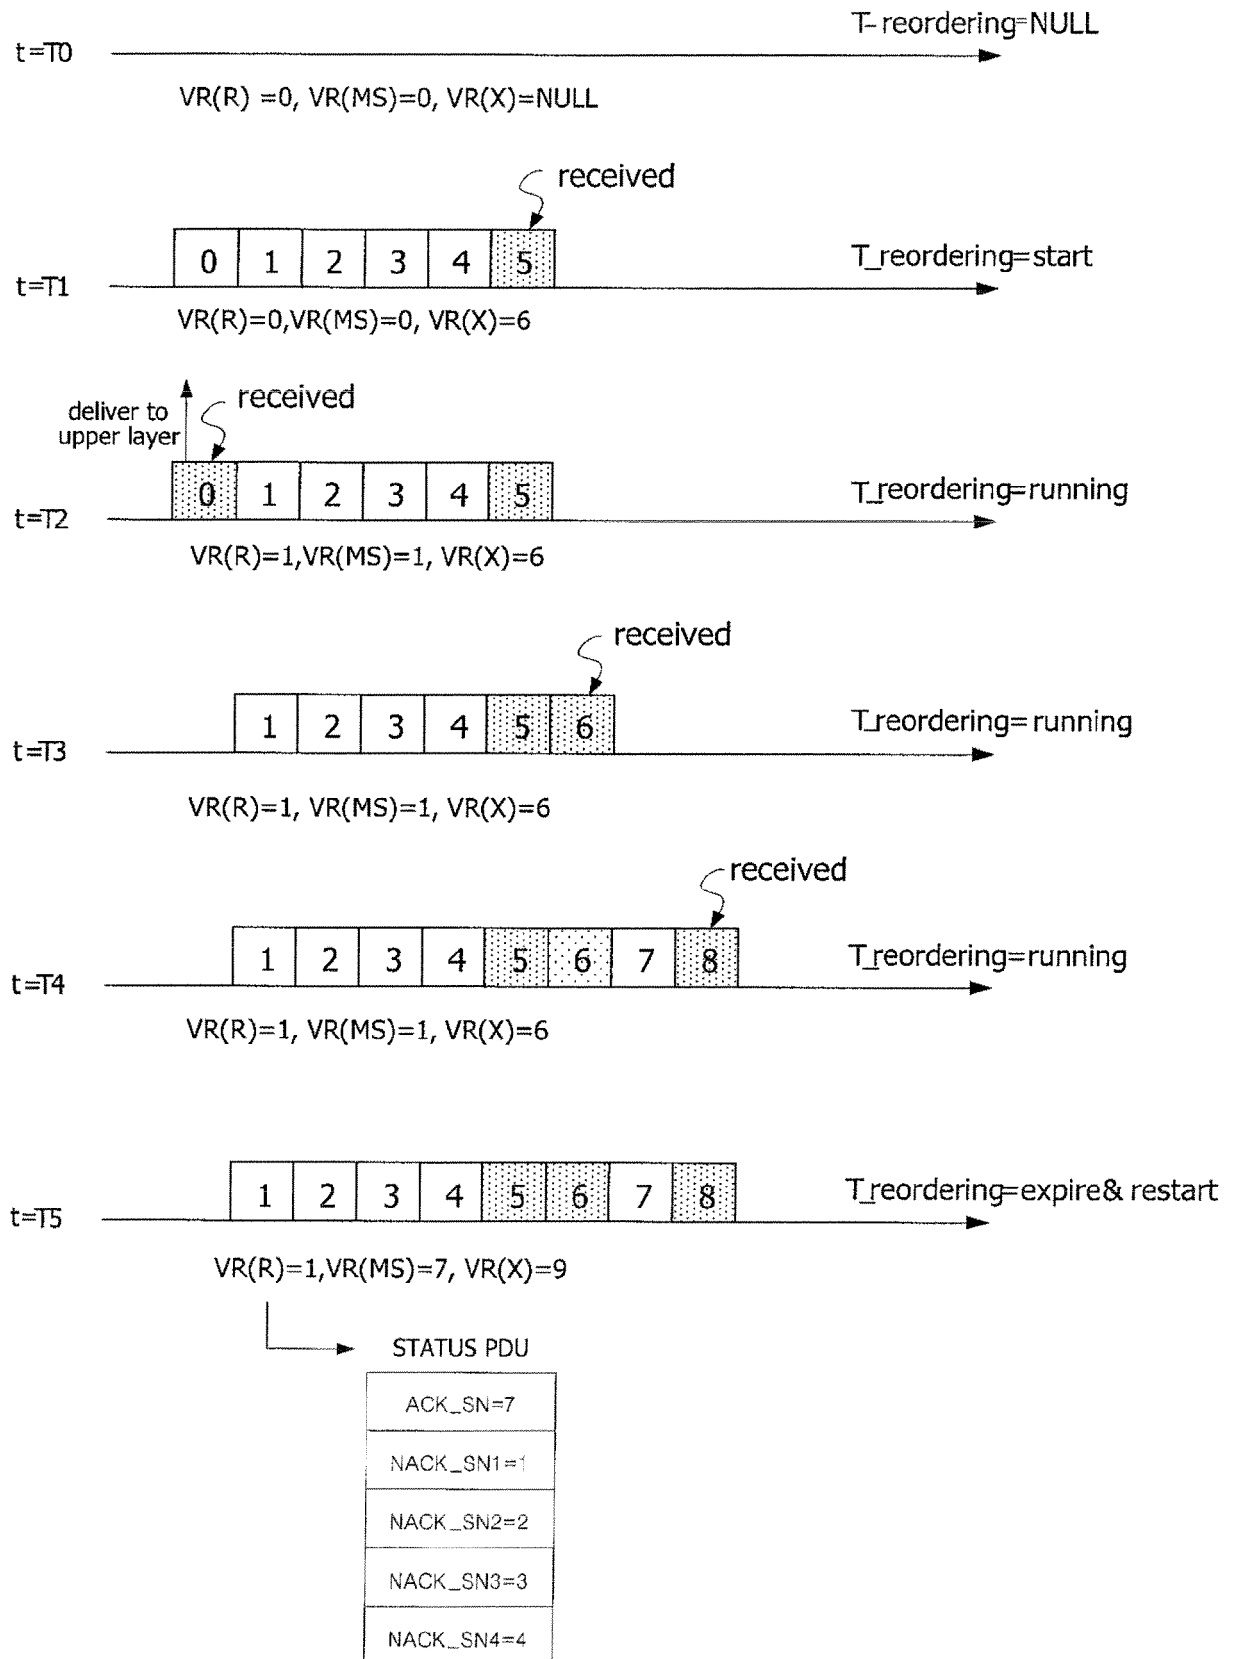 T-reordering=NULL
t=T0
VR(R) =0, VR(MS)=0, VR(X)=NULL
received
0 1 2 3 4 5
T_reordering=start
t=T1
VR(R)=0,VR(MS)=0, VR(X)=6
received
deliver to
upper layer
0 1 2 3 4 5
T_reordering=running
t=T2
VR(R)=1,VR(MS)=1, VR(X)=6
received
1 2 3 4 5 6
T_reordering=running
t=T3
VR(R)=1, VR(MS)=1, VR(X)=6
received
1 2 3 4 5 6 7 8
T_reordering=running
t=T4
VR(R)=1, VR(MS)=1, VR(X)=6
1 2 3 4 5 6 7 8
T_reordering=expire& restart
t=T5
VR(R)=1,VR(MS)=7, VR(X)=9
STATUS PDU
ACK_SN=7
NACK_SN1=1
NACK_SN2=2
NACK_SN3=3
NACK_SN4=4